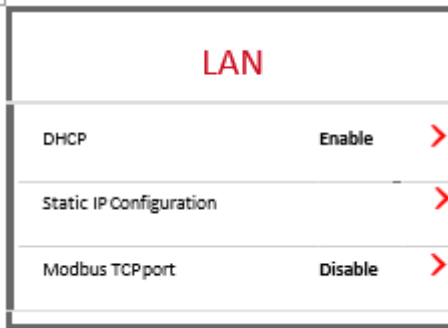 LAN
DHCP Enable
Static IP Configuration
Modbus TCP port Disable